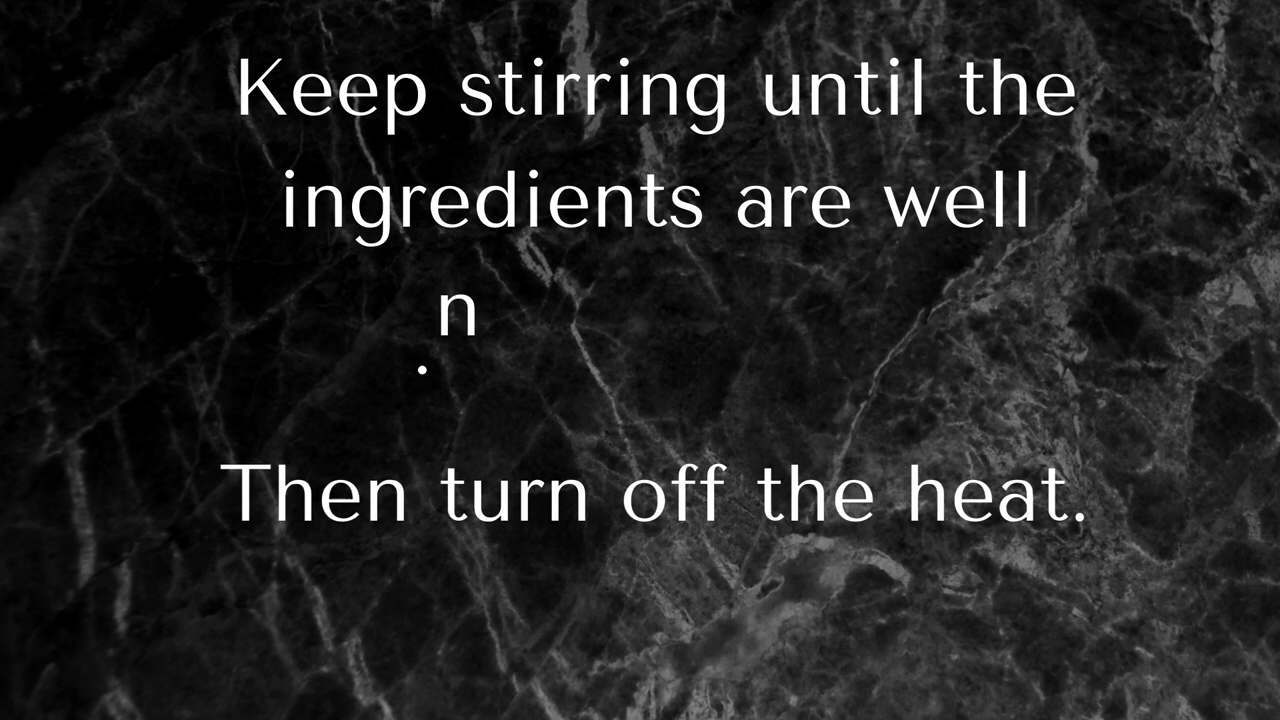 Keep stirring until the
ingredients are well
n
.
Then turn off the heat.